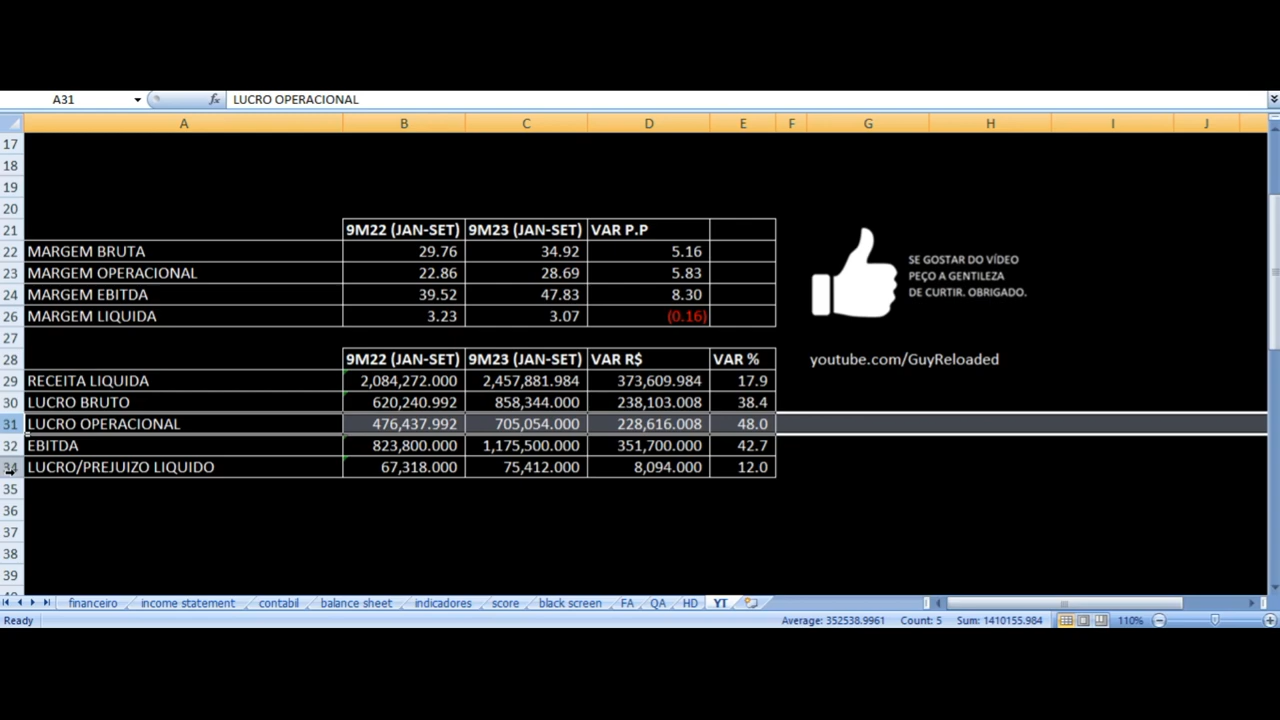 A31 fx LUCRO OPERACIONAL
A B C D E F G H I J
17
18
19
20
21 9M22 (JAN-SET) 9M23 (JAN-SET) VAR P.P
22 MARGEM BRUTA 29.76 34.92 5.16
23 MARGEM OPERACIONAL 22.86 28.69 5.83
24 MARGEM EBITDA 39.52 47.83 8.30
26 MARGEM LIQUIDA 3.23 3.07 (0.16)
SE GOSTAR DO VÍDEO
PEÇO A GENTILEZA
DE CURTIR. OBRIGADO.
27
28 9M22 (JAN-SET) 9M23 (JAN-SET) VAR R$ VAR % youtube.com/GuyReloaded
29 RECEITA LIQUIDA 2,084,272.000 2,457,881.984 373,609.984 17.9
30 LUCRO BRUTO 620,240.992 858,344.000 238,103.008 38.4
31 LUCRO OPERACIONAL 476,437.992 705,054.000 228,616.008 48.0
32 EBITDA 823,800.000 1,175,500.000 351,700.000 42.7
34 LUCRO/PREJUIZO LIQUIDO 67,318.000 75,412.000 8,094.000 12.0
35
36
37
38
39
financeiro income statement contabil balance sheet indicadores score black screen FA QA HD YT
Ready Average: 352538.9961 Count: 5 Sum: 1410155.984 110%